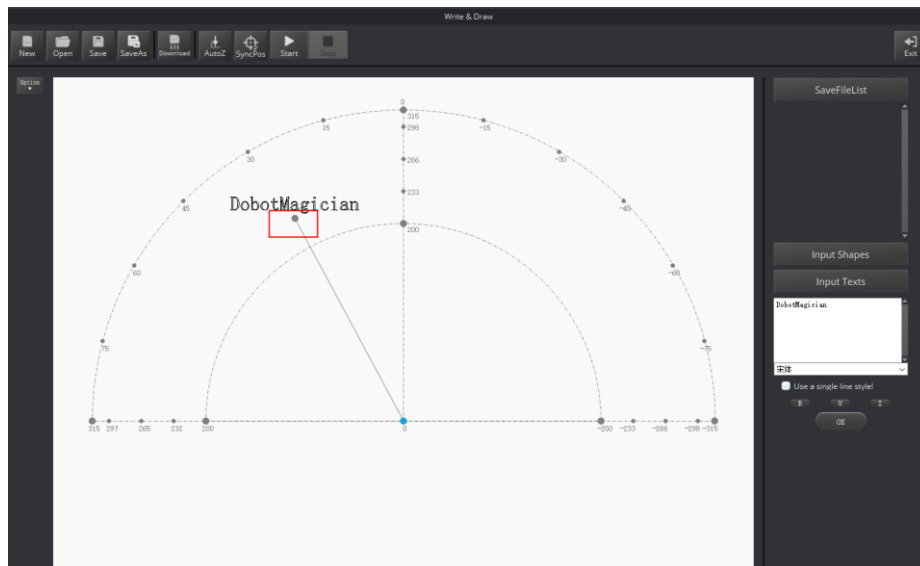 Write & Draw
New
Open
Save
SaveAs
Download
AutoZ
SyncPos
Start
Stop
Exit
Option
SaveFileList
0
315
15
-15
298
30
266
-30
45
233
-45
DobotMagician
200
60
-60
75
-75
315 297 265 232 200 0 -200 -233 -266 -298 -315
Input Shapes
Input Texts
DobotMagician
宋体
Use a single line style!
B
U
I
OK